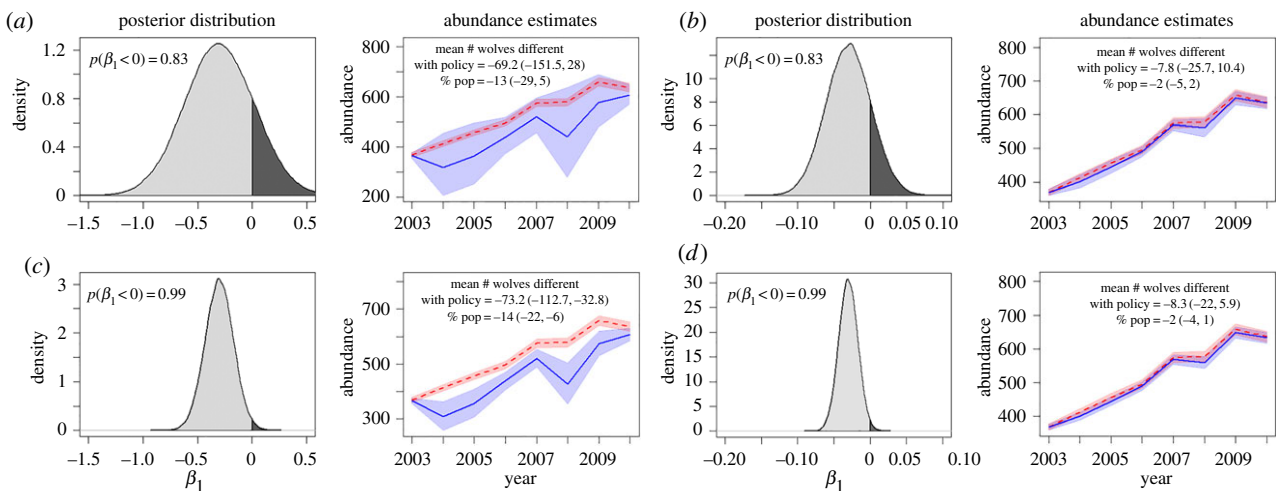 (a) posterior distribution abundance estimates (b) posterior distribution abundance estimates
density
1.2
0.8
0.4
0
p(β1 < 0) = 0.83
−1.5 −1.0 −0.5 0 0.5
abundance
800
600
400
200
mean # wolves different
with policy = −69.2 (−151.5, 28)
% pop = −13 (−29, 5)
2003 2005 2007 2009
density
10
8
6
4
2
0
p(β1 < 0) = 0.83
−0.20 −0.10 0 0.05 0.10
abundance
800
700
600
500
400
mean # wolves different
with policy = −7.8 (−25.7, 10.4)
% pop = −2 (−5, 2)
2003 2005 2007 2009
(c)
density
3
2
1
0
p(β1 < 0) = 0.99
−1.5 −1.0 −0.5 0 0.5
β1
abundance
700
500
300
mean # wolves different
with policy = −73.2 (−112.7, −32.8)
% pop = −14 (−22, −6)
2003 2005 2007 2009
year
(d)
density
30
25
20
15
10
5
0
p(β1 < 0) = 0.99
−0.20 −0.10 0 0.10
β1
abundance
800
700
600
500
400
mean # wolves different
with policy = −8.3 (−22, 5.9)
% pop = −2 (−4, 1)
2003 2005 2007 2009
year